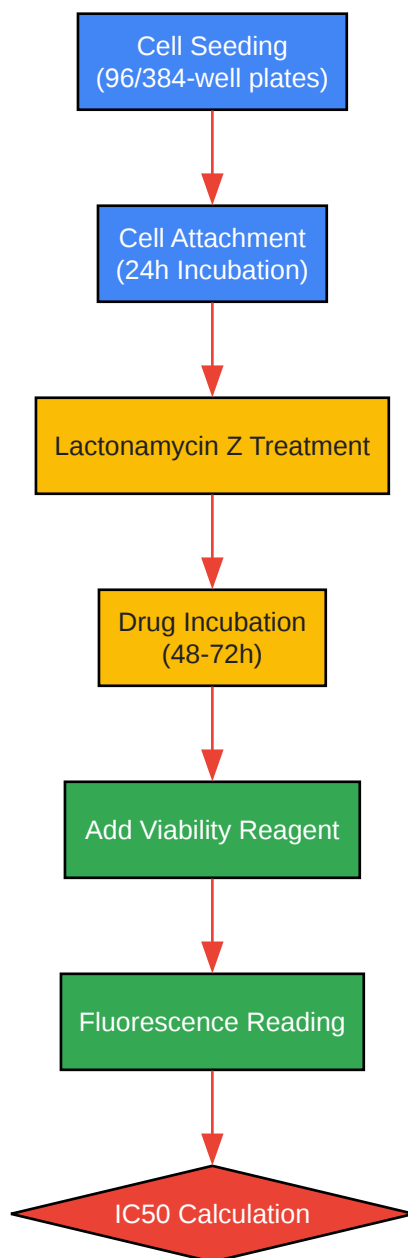 Cell Seeding
(96/384-well plates)
Cell Attachment
(24h Incubation)
Lactonamycin Z Treatment
Drug Incubation
(48-72h)
Add Viability Reagent
Fluorescence Reading
IC50 Calculation